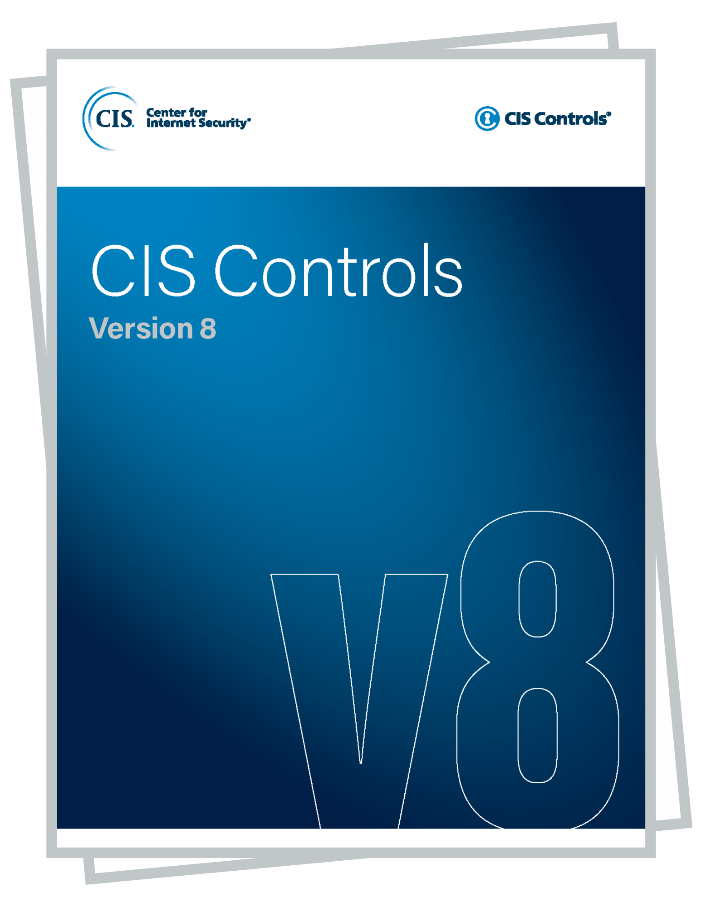 CIS. Center for
Internet Security®
CIS Controls®
CIS Controls
Version 8
v8